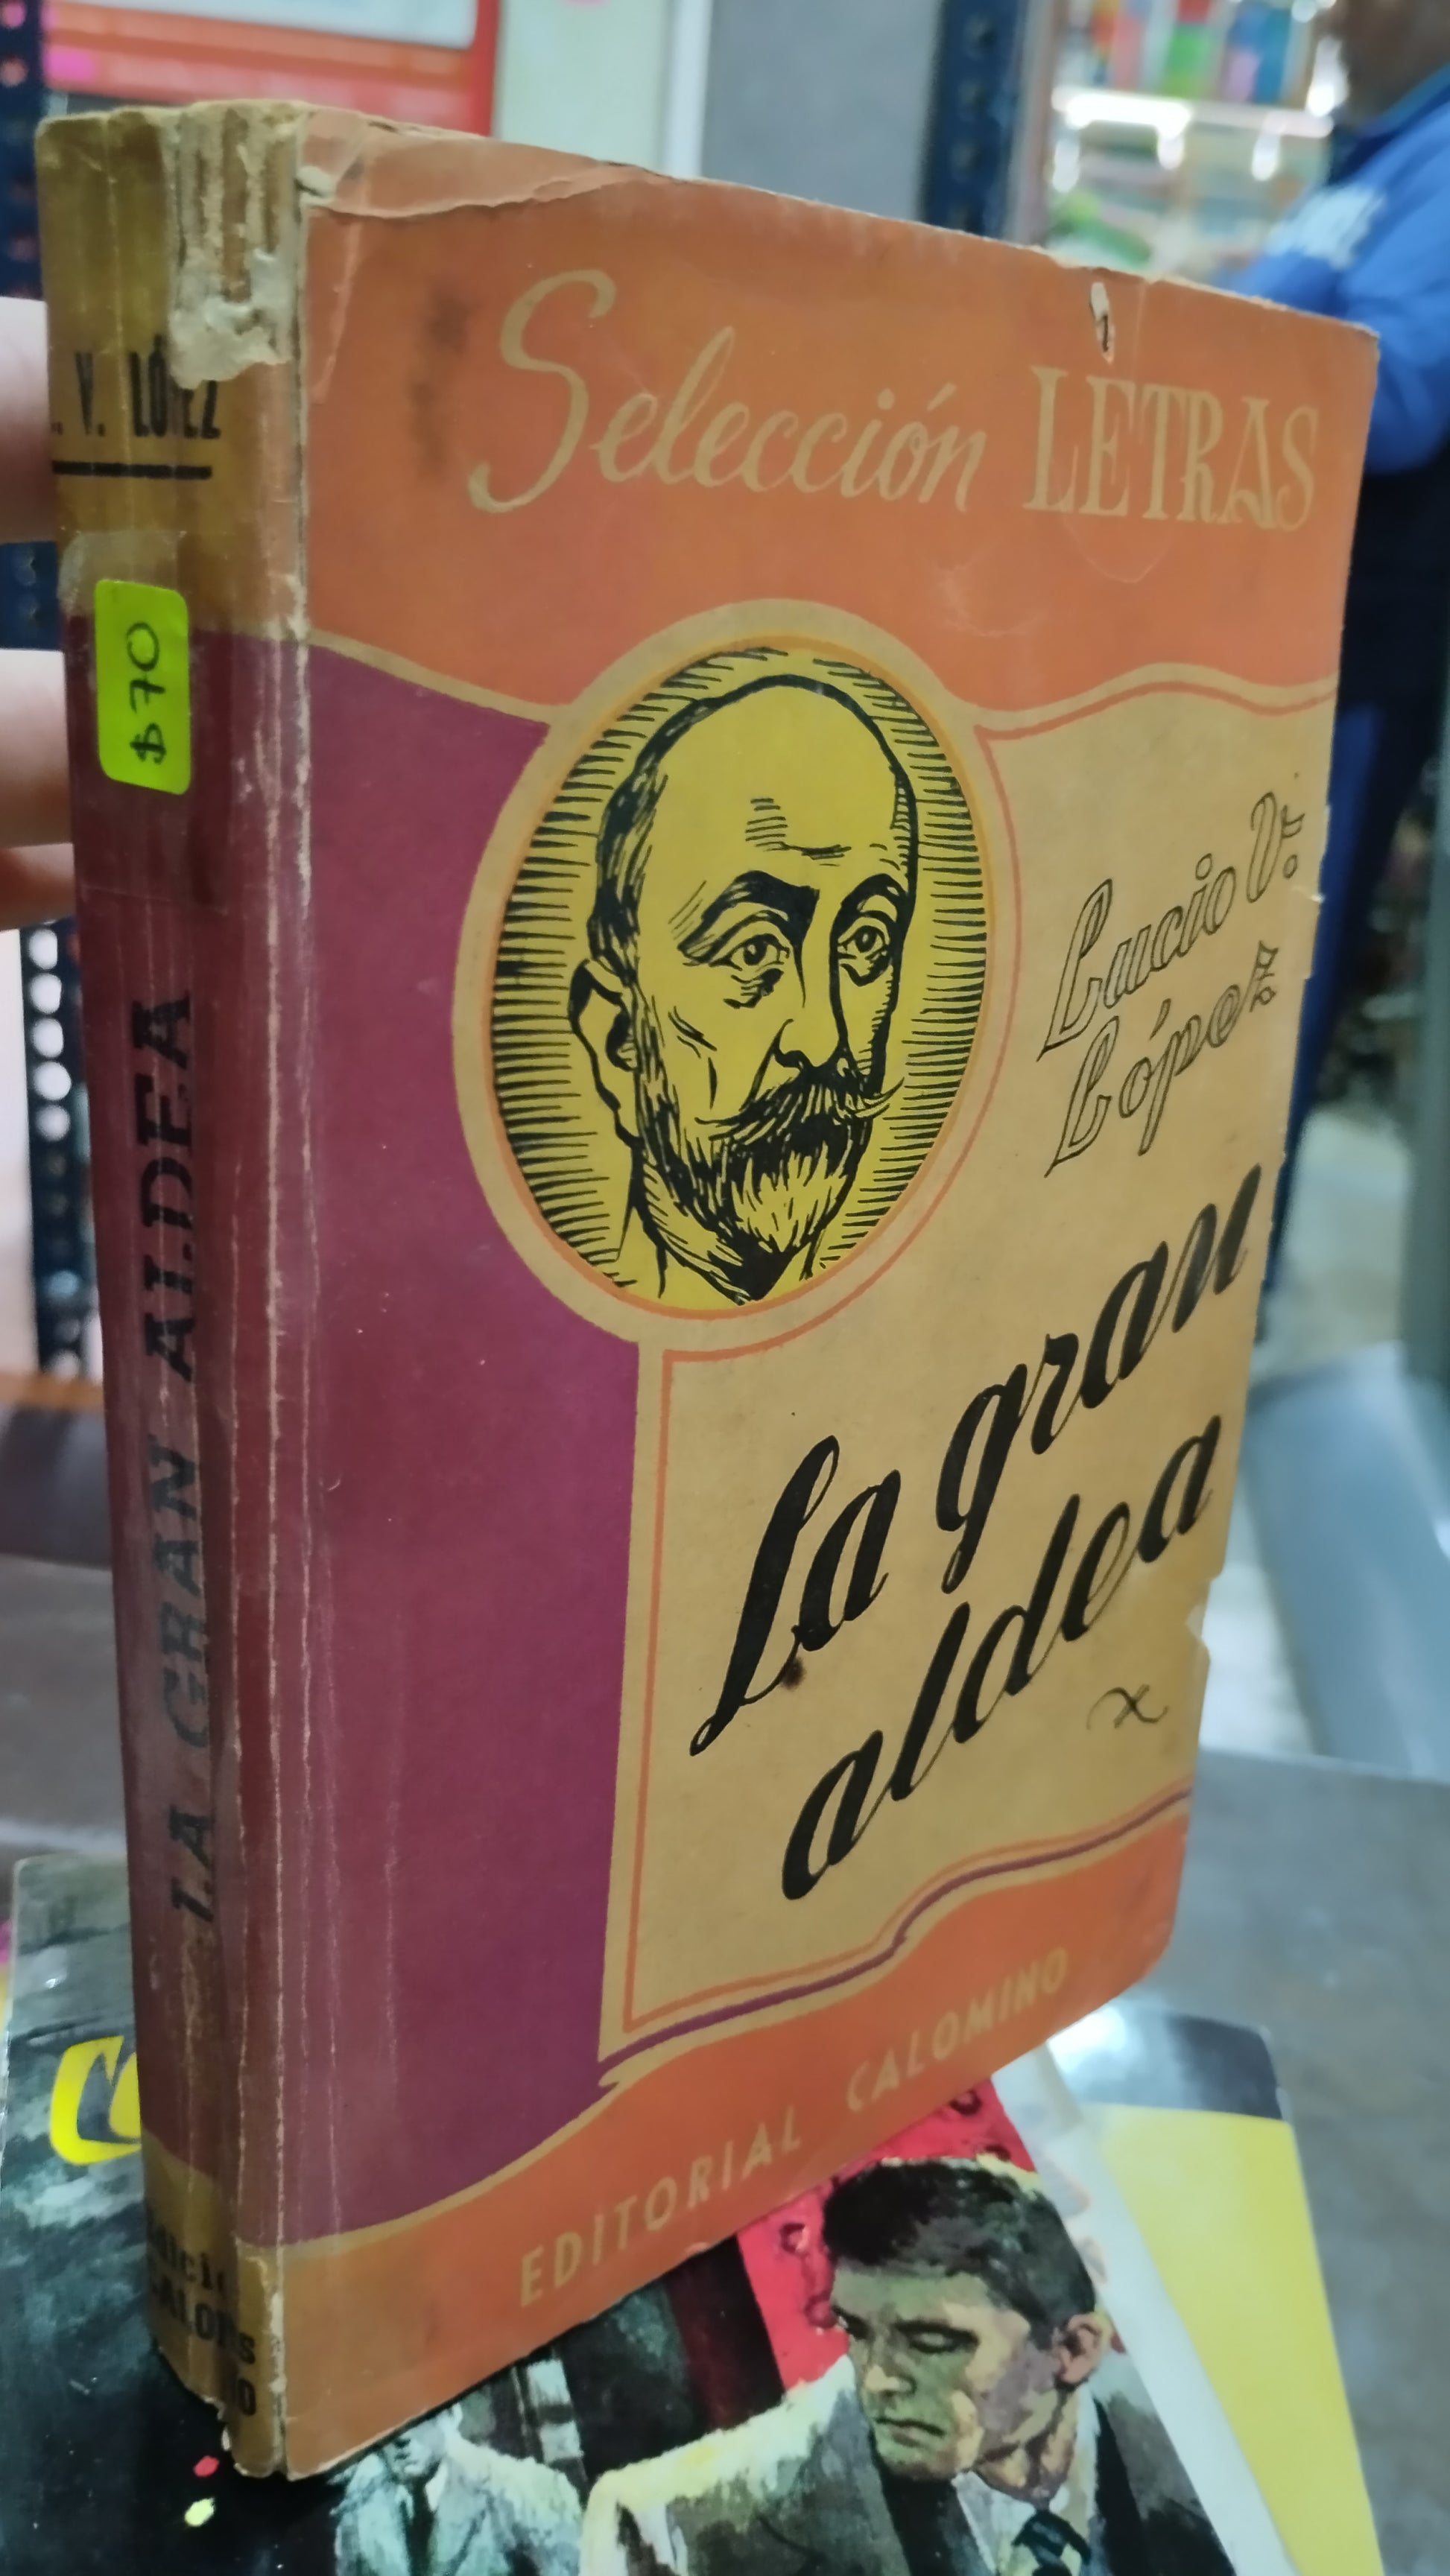 Selección LETRAS
Lucio V.
López
La gran
aldea
EDITORIAL CALOMINO
V. LÓPEZ
$70
LA GRAN ALDEA